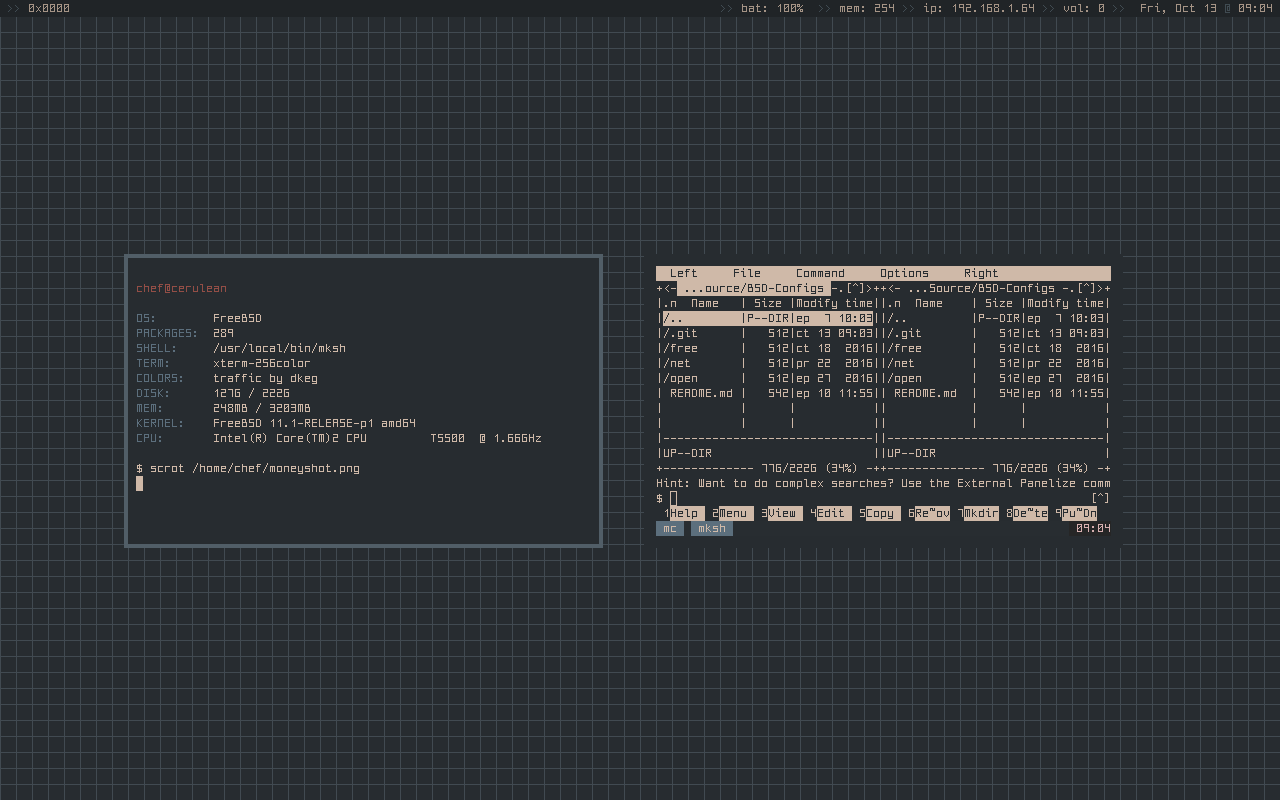 >> 0x0000 >> bat: 100% >> mem: 254 >> ip: 192.168.1.64 >> vol: 0 >> Fri, Oct 13 @ 09:04
chef@cerulean
OS: FreeBSD
PACKAGES: 289
SHELL: /usr/local/bin/mksh
TERM: xterm-256color
COLORS: traffic by dkeg
DISK: 127G / 222G
MEM: 248MB / 3203MB
KERNEL: FreeBSD 11.1-RELEASE-p1 amd64
CPU: Intel(R) Core(TM)2 CPU T5500 @ 1.66GHz
$ scrot /home/chef/moneyshot.png
Left File Command Options Right
+<- ...ource/BSD-Configs -.[^]>++<- ...Source/BSD-Configs -.[^]>+
|.n Name | Size |Modify time||.n Name | Size |Modify time|
|/.. |P--DIR|ep 7 10:03||/.. |P--DIR|ep 7 10:03|
|/.git | 512|ct 13 09:03||/.git | 512|ct 13 09:03|
|/free | 512|ct 18 2016||/free | 512|ct 18 2016|
|/net | 512|pr 22 2016||/net | 512|pr 22 2016|
|/open | 512|ep 27 2016||/open | 512|ep 27 2016|
| README.md | 542|ep 10 11:55|| README.md | 542|ep 10 11:55|
| | | || | | |
| | | || | | |
|-------------------------------||-------------------------------|
|UP--DIR ||UP--DIR |
+------------- 77G/222G (34%) -++-------------- 77G/222G (34%) -+
Hint: Want to do complex searches? Use the External Panelize comm
$ [^]
1Help 2Menu 3View 4Edit 5Copy 6Re~ov 7Mkdir 8De~te 9Pu~Dn
mc mksh 09:04